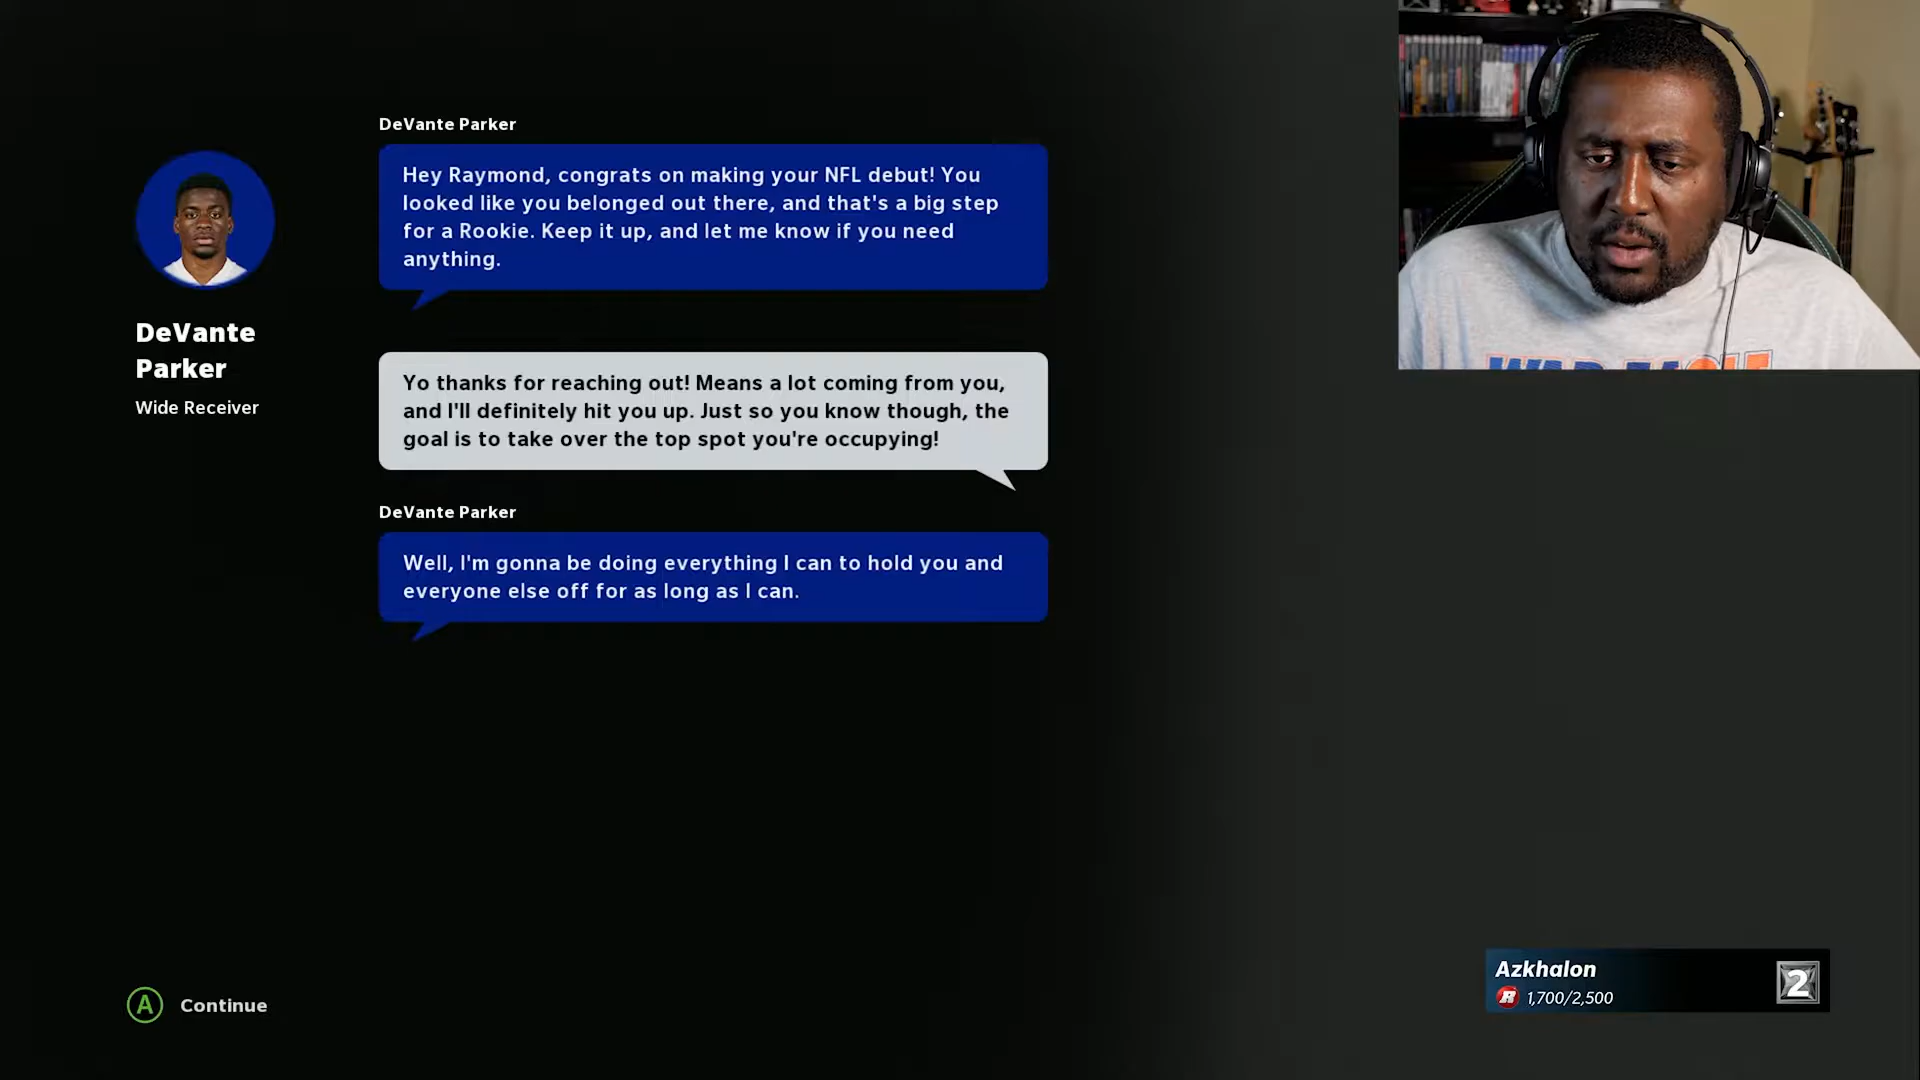 DeVante Parker
Hey Raymond, congrats on making your NFL debut! You
looked like you belonged out there, and that's a big step
for a Rookie. Keep it up, and let me know if you need
anything.
DeVante
Parker
Wide Receiver
Yo thanks for reaching out! Means a lot coming from you,
and I'll definitely hit you up. Just so you know though, the
goal is to take over the top spot you're occupying!
DeVante Parker
Well, I'm gonna be doing everything I can to hold you and
everyone else off for as long as I can.
A Continue
Azkhalon
R 1,700/2,500
2